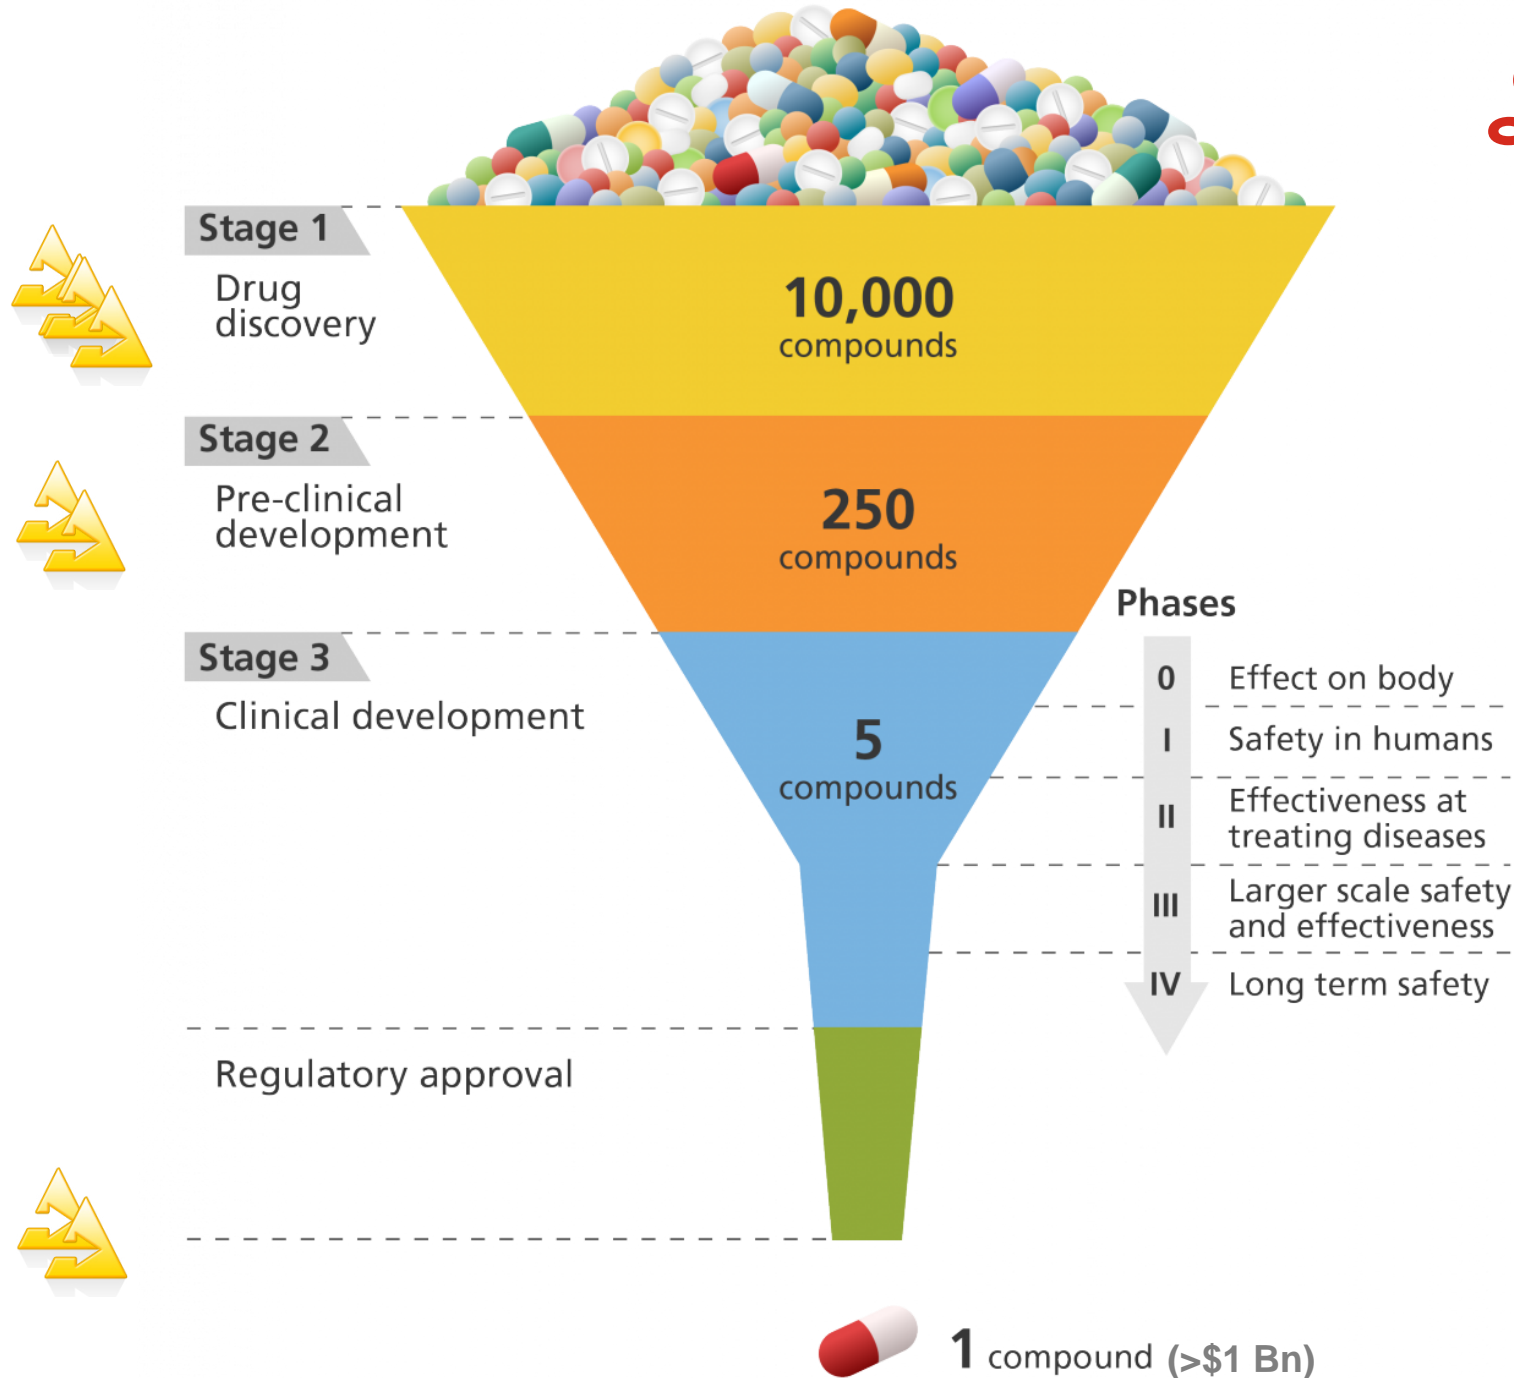 Stage 1
Drug
discovery
10,000
compounds
Stage 2
Pre-clinical
development
250
compounds
Stage 3
Clinical development
5
compounds
Phases
0 Effect on body
I Safety in humans
II Effectiveness at
treating diseases
III Larger scale safety
and effectiveness
IV Long term safety
Regulatory approval
1 compound (>$1 Bn)